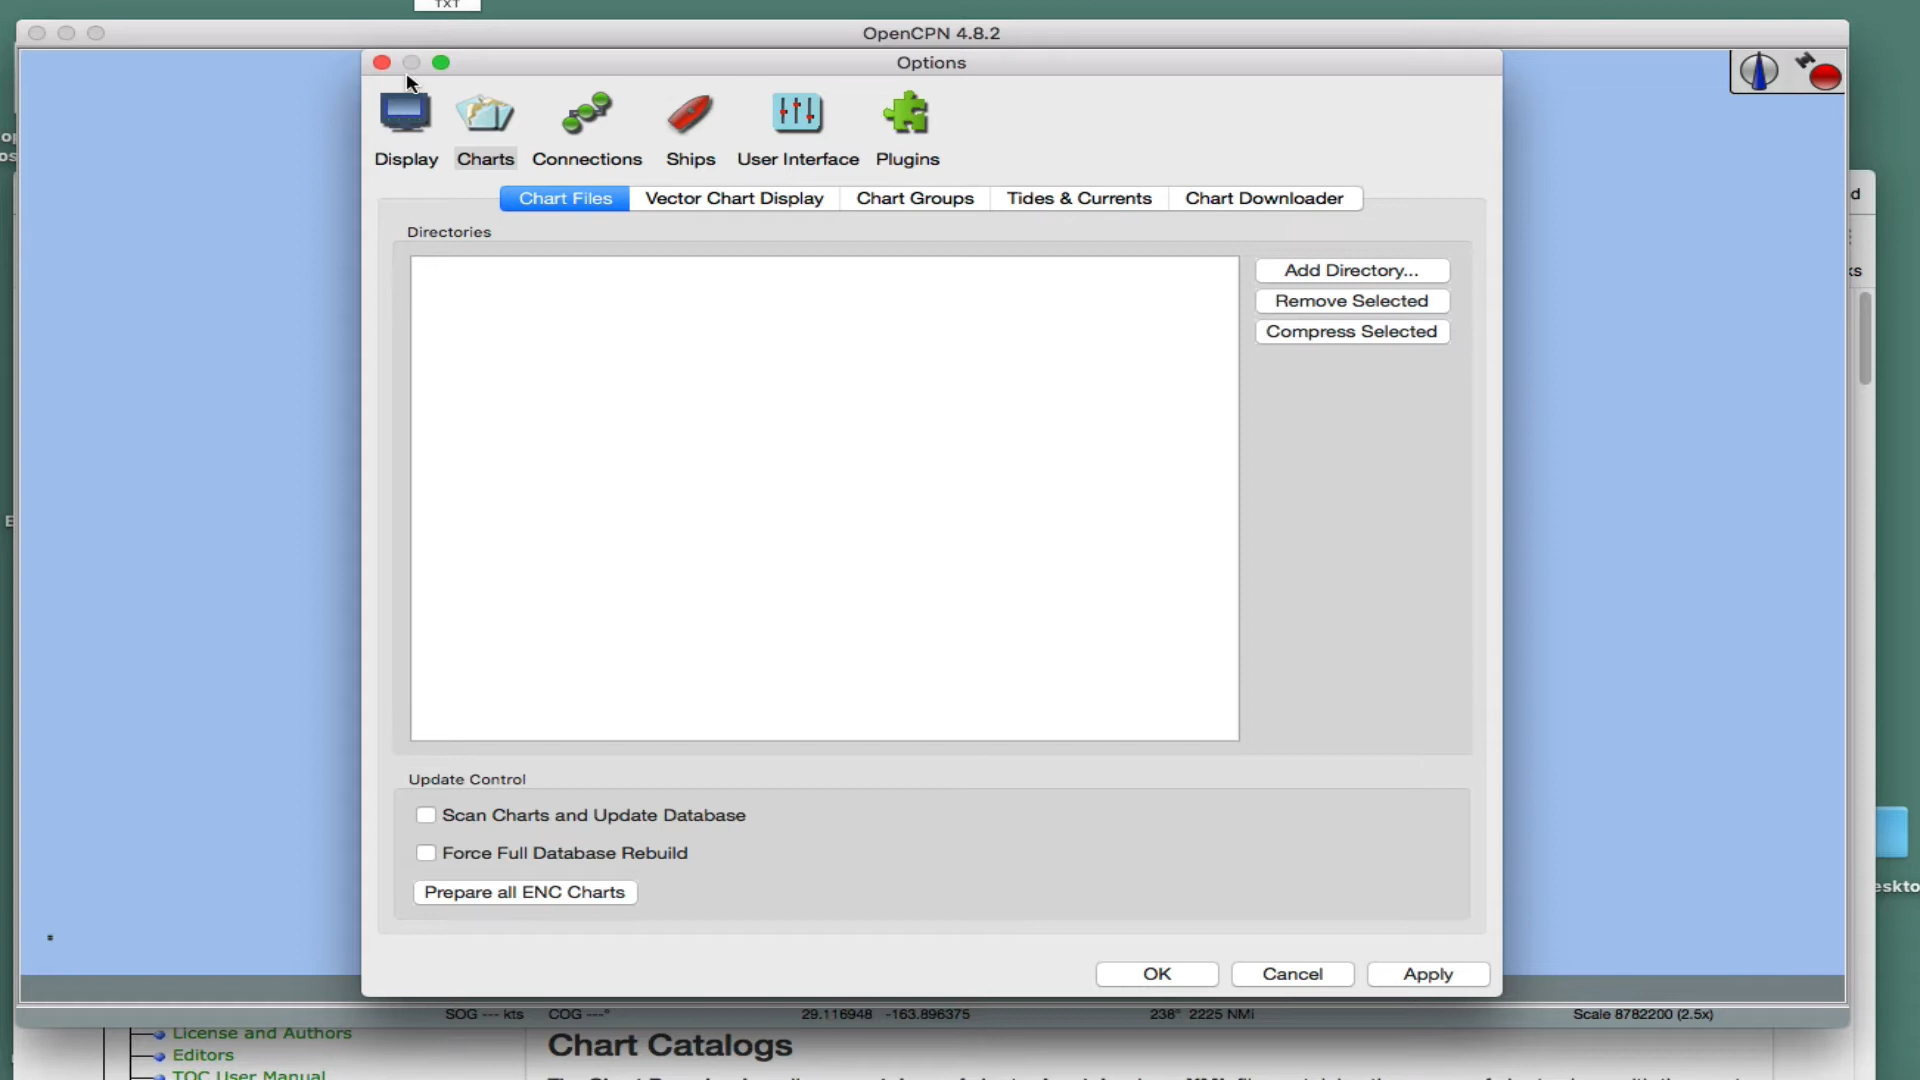 TXT
OpenCPN 4.8.2
Options
Display Charts Connections Ships User Interface Plugins
Chart Files Vector Chart Display Chart Groups Tides & Currents Chart Downloader
Directories
Add Directory...
Remove Selected
Compress Selected
Update Control
Scan Charts and Update Database
Force Full Database Rebuild
Prepare all ENC Charts
OK Cancel Apply
SOG --- kts COG ---° 29.116948 -163.896375 238° 2225 NMi Scale 8782200 (2.5x)
License and Authors
Editors
TOC User Manual
Chart Catalogs